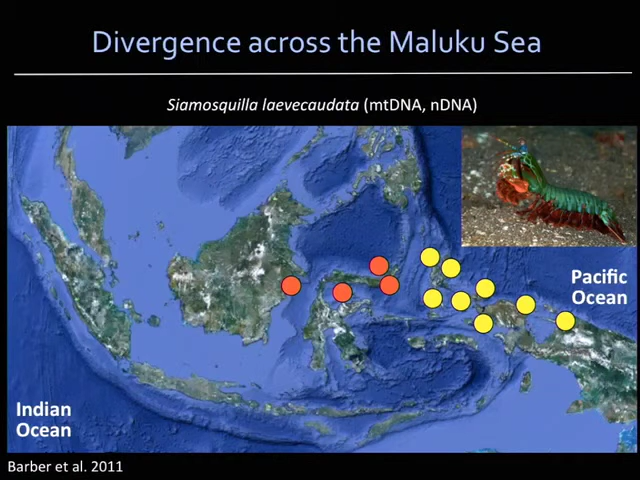 Divergence across the Maluku Sea
Siamosquilla laevecaudata (mtDNA, nDNA)
Pacific
Ocean
Indian
Ocean
Barber et al. 2011